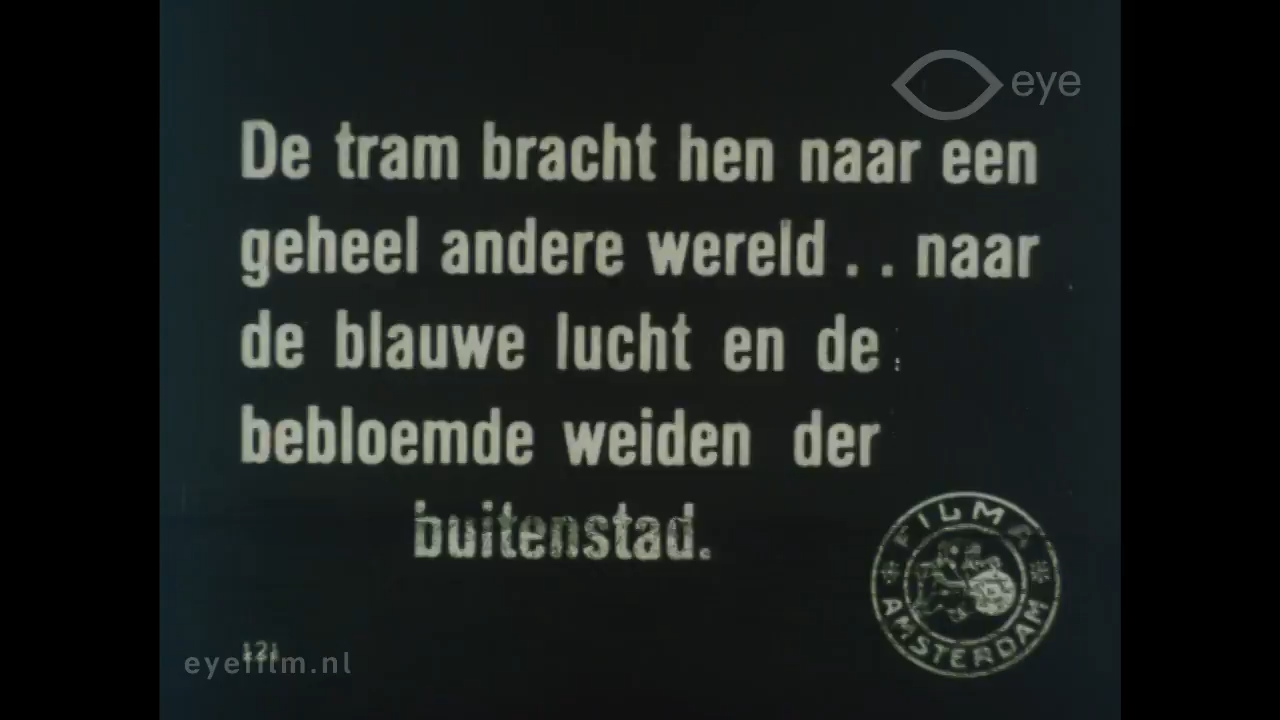 eye
De tram bracht hen naar een
geheel andere wereld . . naar
de blauwe lucht en de
bebloemde weiden der
buitenstad.
FILMA
AMSTERDAM
121
eyefilm.nl